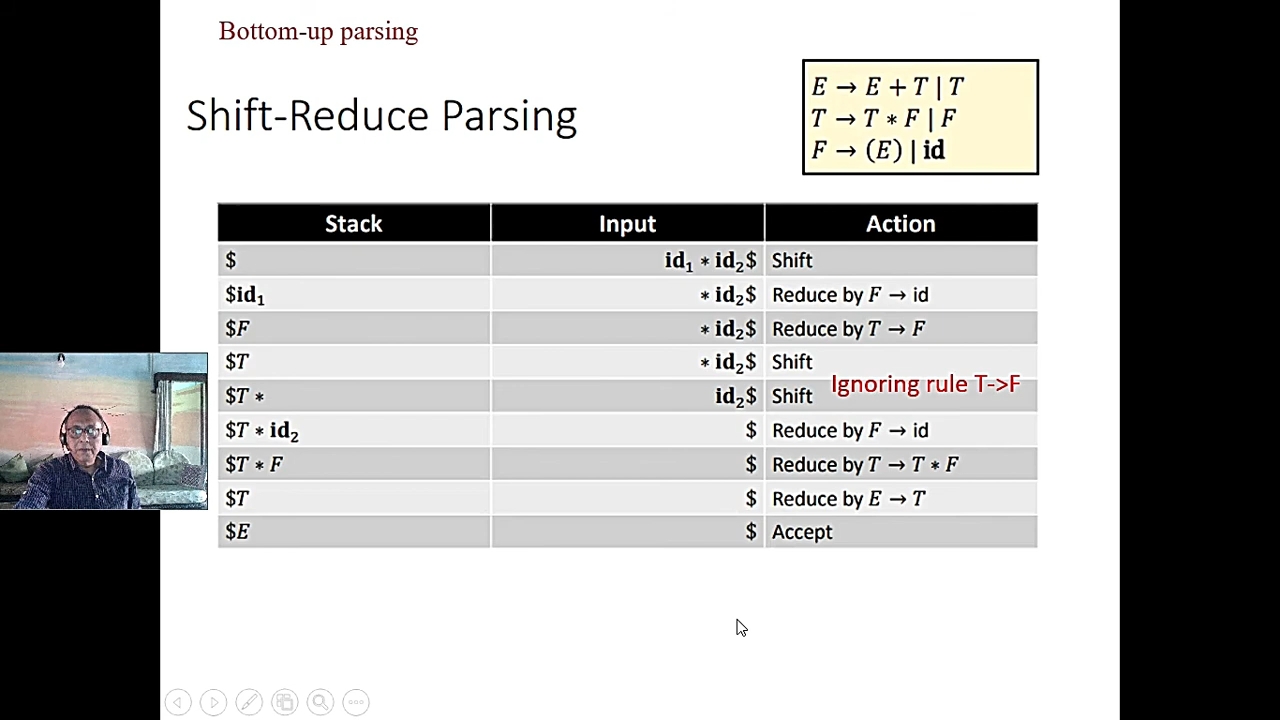 Bottom-up parsing
Shift-Reduce Parsing
E → E + T | T
T → T ∗ F | F
F → (E) | id
Stack Input Action
$ id₁ ∗ id₂$ Shift
$id₁ ∗ id₂$ Reduce by F → id
$F ∗ id₂$ Reduce by T → F
$T ∗ id₂$ Shift
Ignoring rule T->F
$T ∗ id₂$ Shift
$T ∗ id₂ $ Reduce by F → id
$T ∗ F $ Reduce by T → T ∗ F
$T $ Reduce by E → T
$E $ Accept